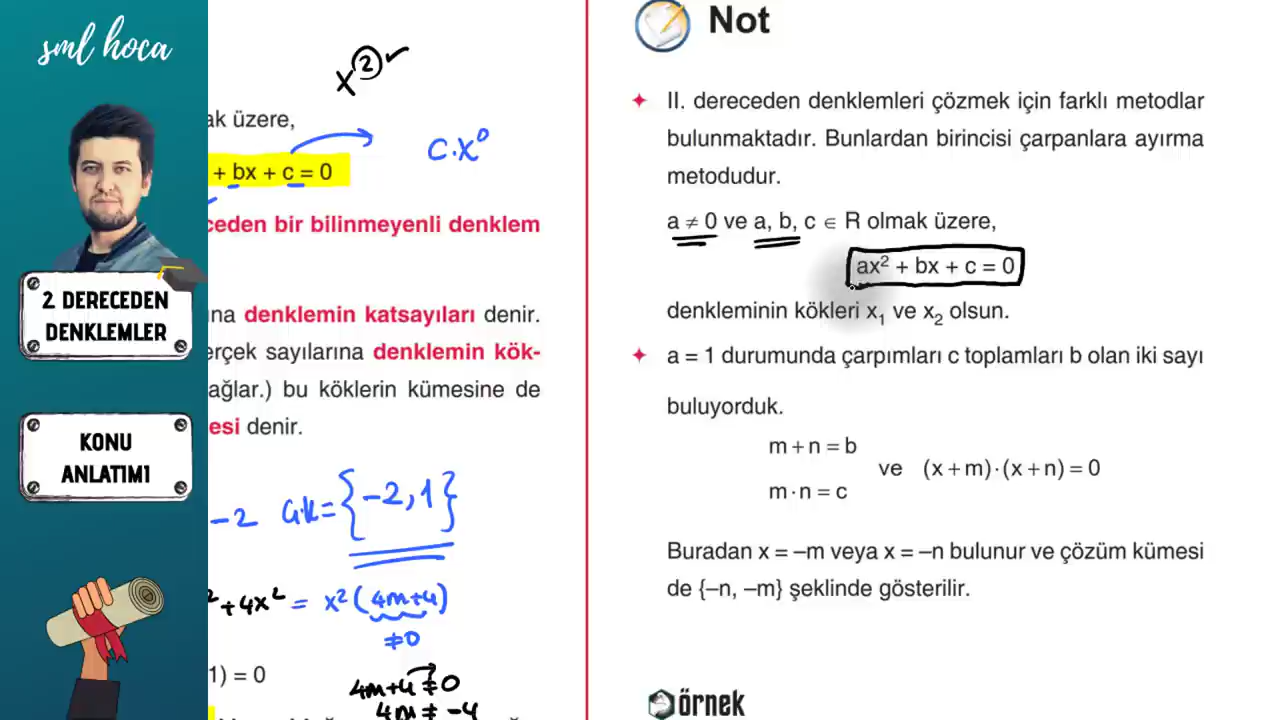 sml hoca
2 DERECEDEN
DENKLEMLER
KONU
ANLATIMI
x²
ak üzere,
c.x⁰
+ bx + c = 0
ceden bir bilinmeyenli denklem
una denklemin katsayıları denir.
erçek sayılarına denklemin kök-
ağlar.) bu köklerin kümesine de
esi denir.
-2 Ç.k = {-2, 1}
² + 4x² = x² (4m+4)
≠0
1) = 0
4m+4 ≠ 0
4m ≠ -4
Not
II. dereceden denklemleri çözmek için farklı metodlar
bulunmaktadır. Bunlardan birincisi çarpanlara ayırma
metodudur.
a ≠ 0 ve a, b, c ∈ R olmak üzere,
ax² + bx + c = 0
denkleminin kökleri x₁ ve x₂ olsun.
a = 1 durumunda çarpımları c toplamları b olan iki sayı
buluyorduk.
m + n = b
ve (x + m)·(x + n) = 0
m · n = c
Buradan x = –m veya x = –n bulunur ve çözüm kümesi
de {–n, –m} şeklinde gösterilir.
örnek